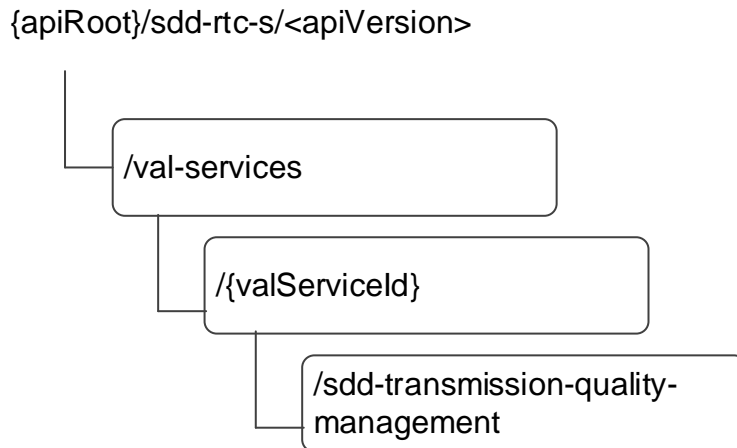 {apiRoot}/sdd-rtc-s/<apiVersion>
/val-services
/{valServiceId}
/sdd-transmission-quality-
management